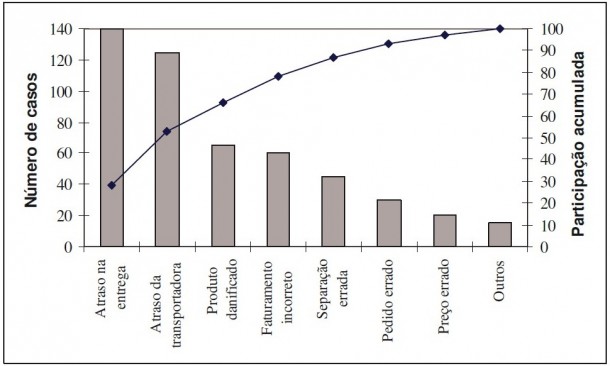 Número de casos
140
120
100
80
60
40
20
0
100
90
80
70
60
50
40
30
20
10
0
Participação acumulada
Atraso na
entrega
Atraso da
transportadora
Produto
danificado
Faturamento
incorreto
Separação
errada
Pedido errado
Preço errado
Outros